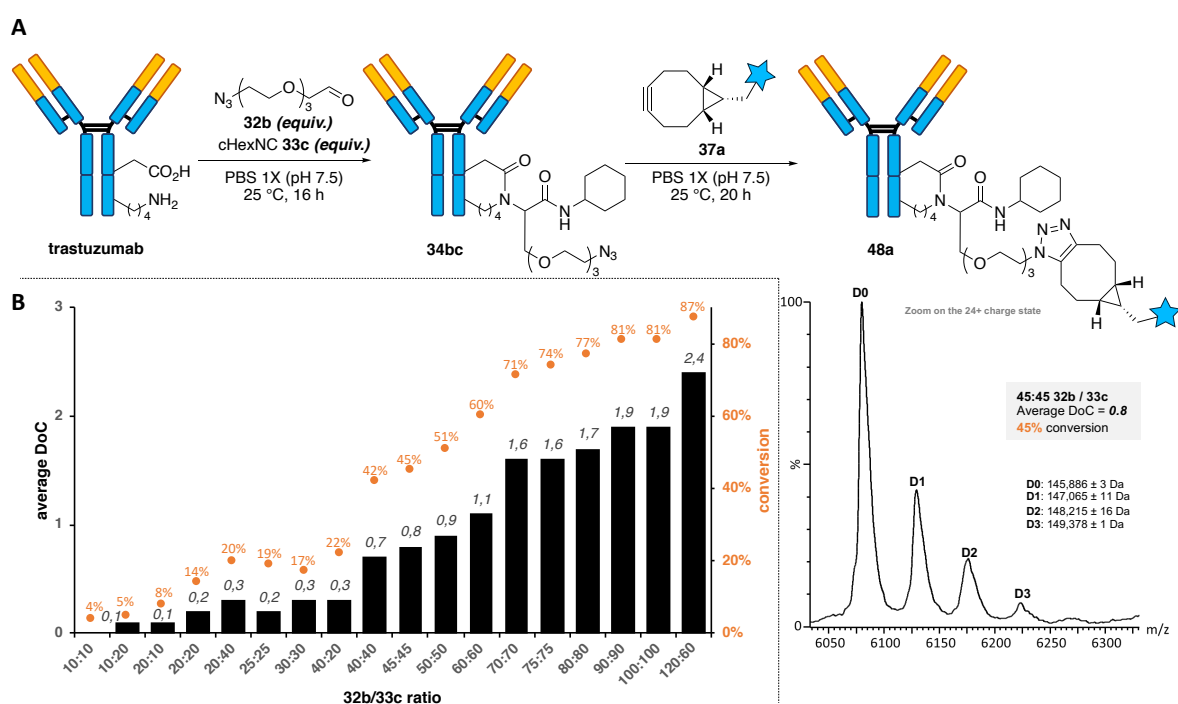 A
N3
O
3
O
32b (equiv.)
cHexNC 33c (equiv.)
PBS 1X (pH 7.5)
25 °C, 16 h
CO2H
NH2
4
trastuzumab
O
N
4
O
N
H
O
3
N3
34bc
H
H
37a
PBS 1X (pH 7.5)
25 °C, 20 h
O
N
4
O
N
H
O
3
N
N
N
H
H
48a
B
average DoC
3
2
1
0
4%
5%
8%
14%
20%
19%
17%
22%
42%
45%
51%
60%
71%
74%
77%
81%
81%
87%
0,1
0,1
0,2
0,3
0,2
0,3
0,3
0,7
0,8
0,9
1,1
1,6
1,6
1,7
1,9
1,9
2,4
80%
60%
40%
20%
0%
conversion
10:10
10:20
20:10
20:20
20:40
25:25
30:30
40:20
40:40
45:45
50:50
60:60
70:70
75:75
80:80
90:90
100:100
120:60
32b/33c ratio
100
%
0
D0
D1
D2
D3
Zoom on the 24+ charge state
45:45 32b / 33c
Average DoC = 0.8
45% conversion
D0: 145,886 ± 3 Da
D1: 147,065 ± 11 Da
D2: 148,215 ± 16 Da
D3: 149,378 ± 1 Da
6050
6100
6150
6200
6250
6300
m/z